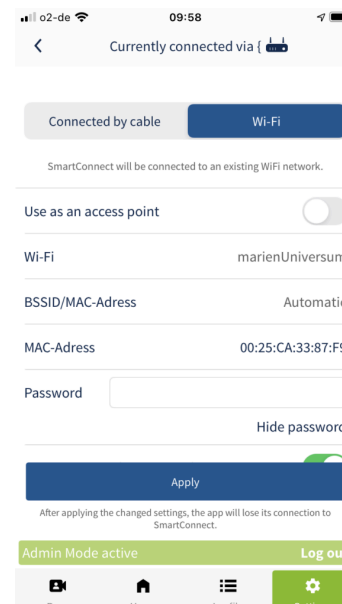 o2-de 09:58
Currently connected via {
Connected by cable Wi-Fi
SmartConnect will be connected to an existing WiFi network.
Use as an access point
Wi-Fi marienUniversum
BSSID/MAC-Adress Automatic
MAC-Adress 00:25:CA:33:87:F9
Password
Hide password
Apply
After applying the changed settings, the app will lose its connection to
SmartConnect.
Admin Mode active Log ou